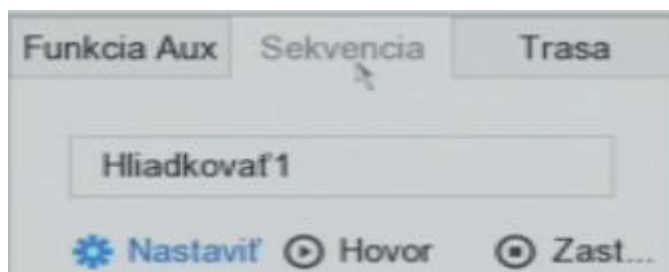 Funkcia Aux Sekvencia Trasa
Hliadkovať1
Nastaviť Hovor Zast...